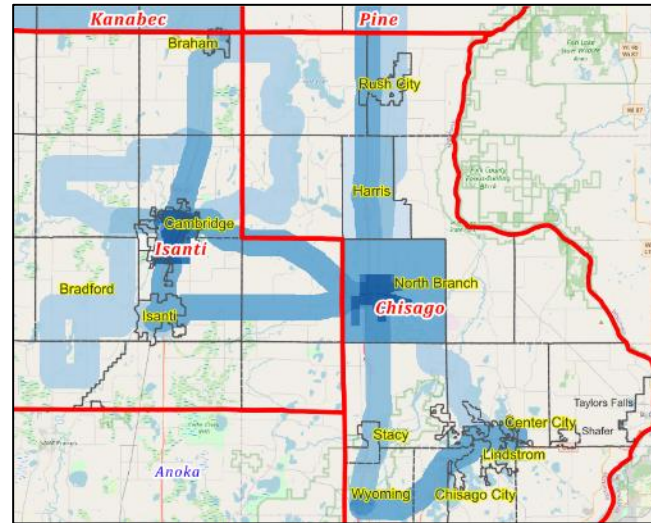 Kanabec
Pine
Braham
Rush City
Harris
Cambridge
Isanti
Bradford
North Branch
Chisago
Isanti
Taylors Falls
Center City
Stacy
Shafer
Lindstrom
Anoka
Wyoming
Chisago City